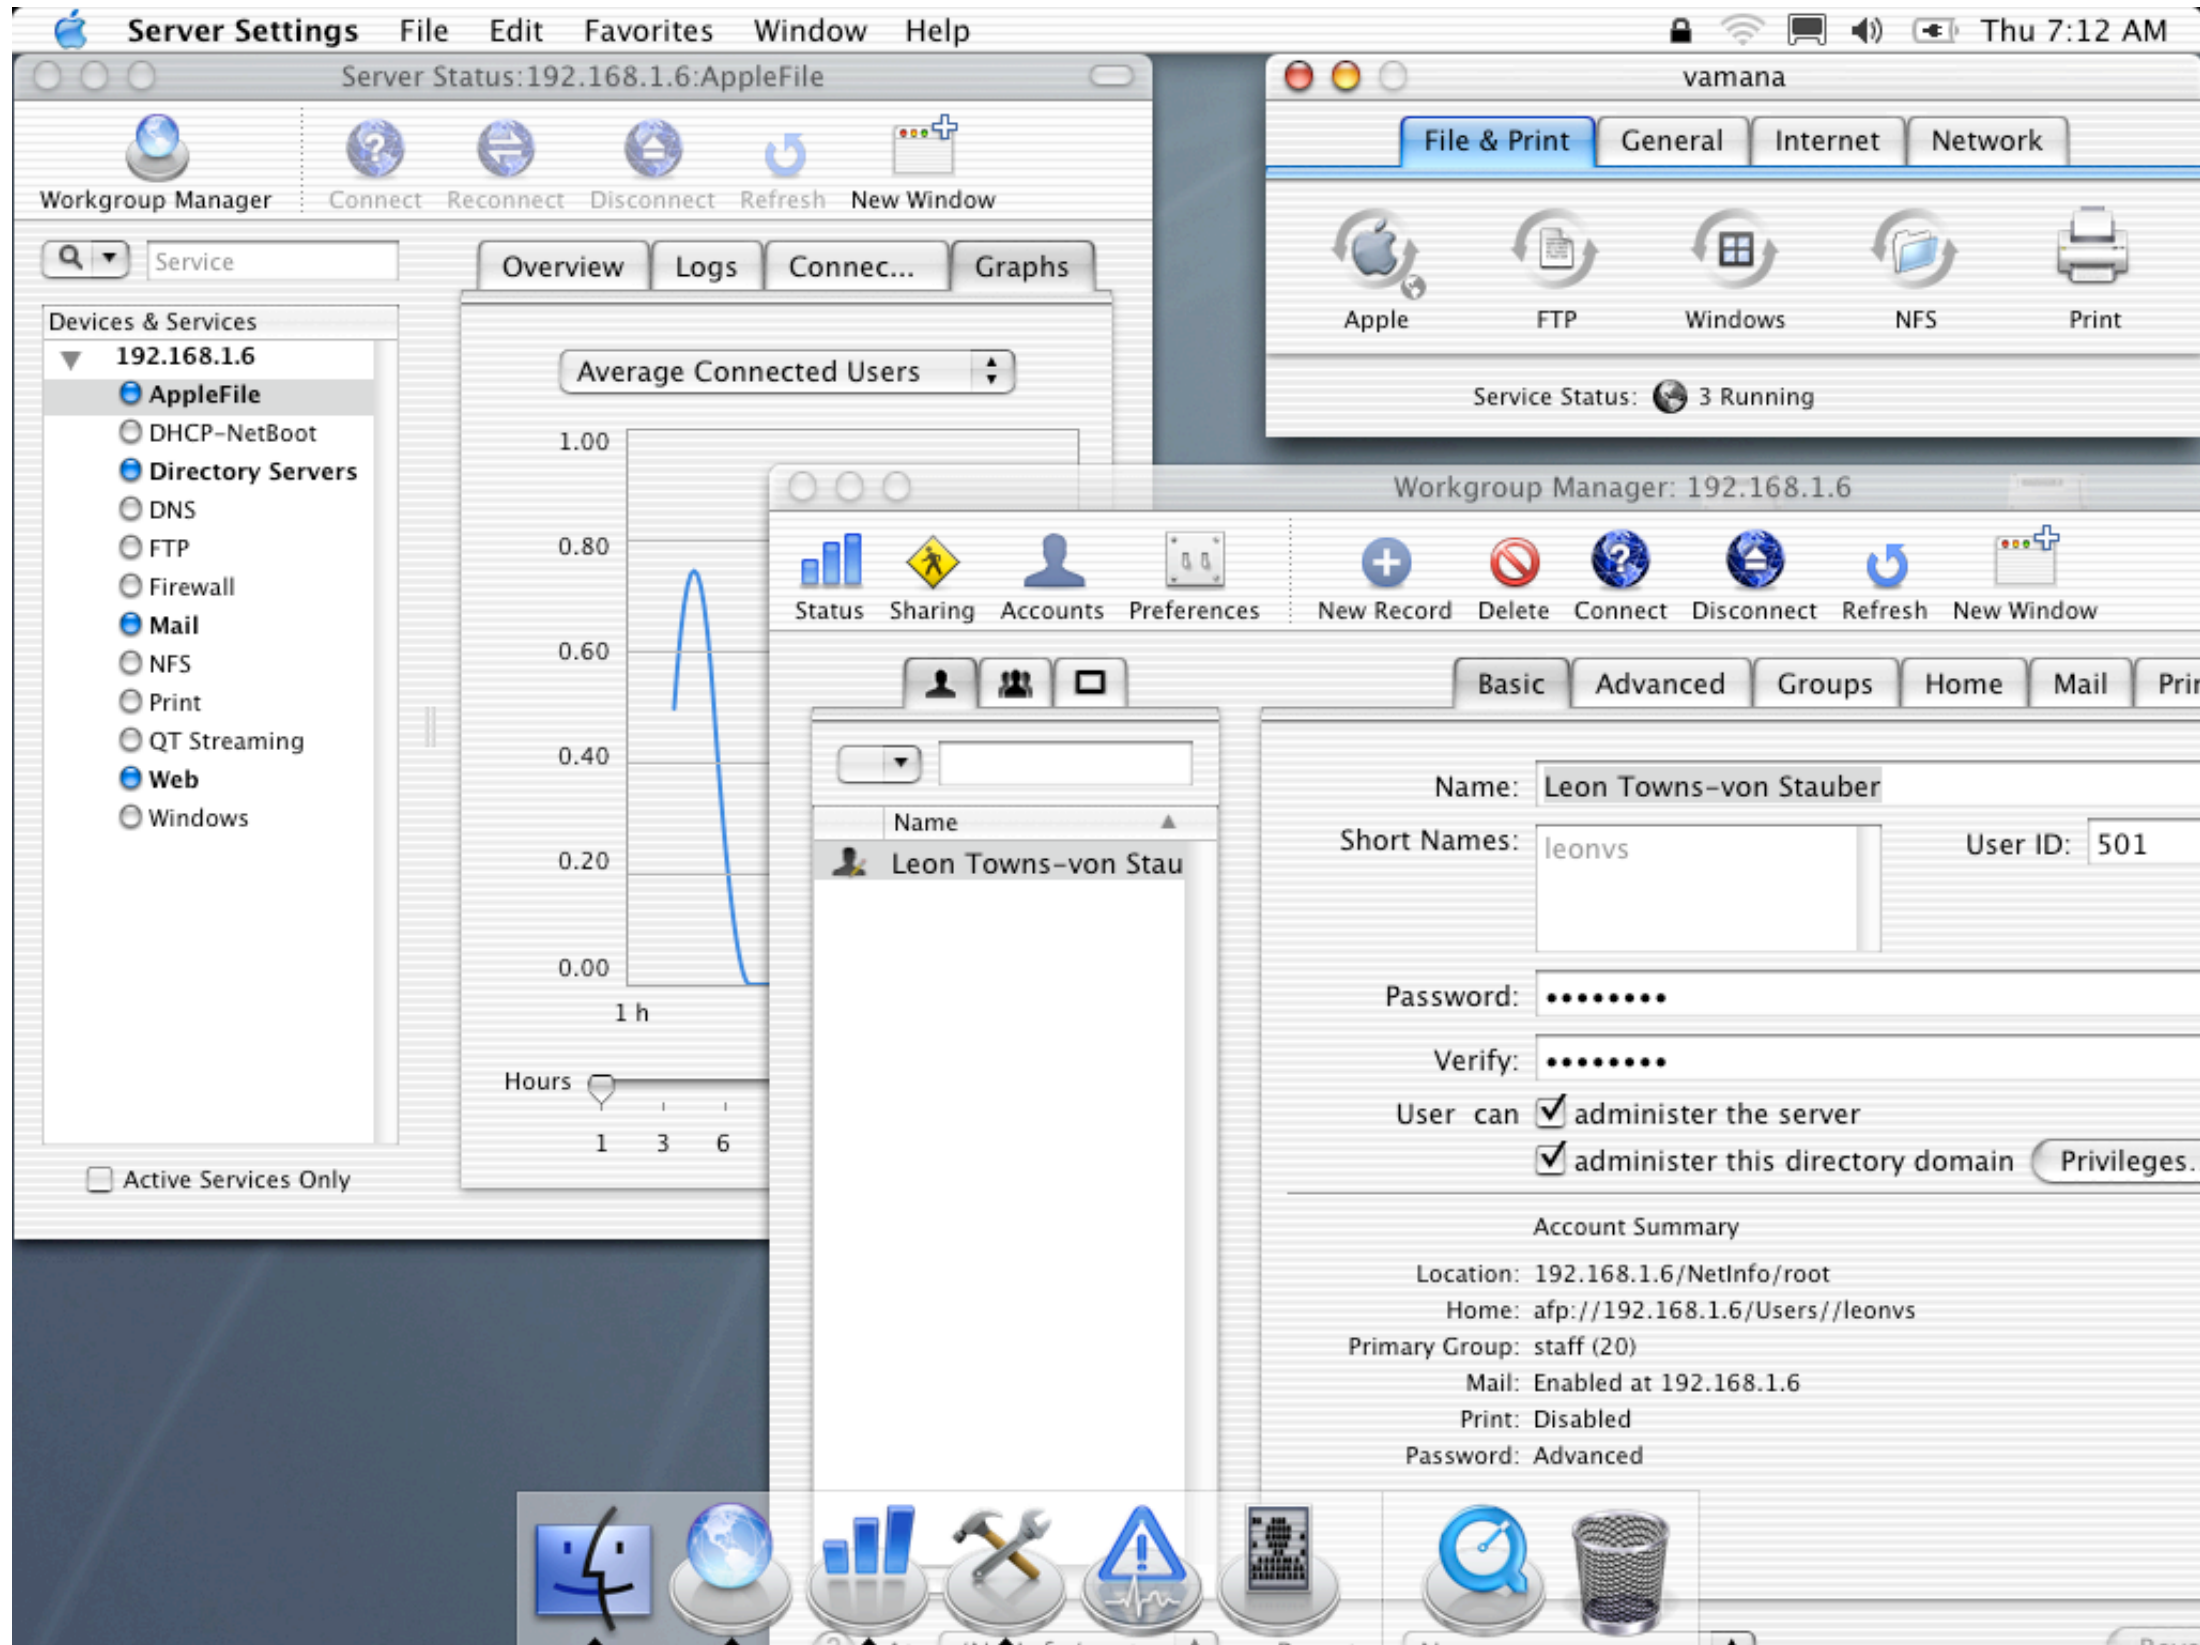 Server Settings File Edit Favorites Window Help Thu 7:12 AM
Server Status:192.168.1.6:AppleFile
Workgroup Manager Connect Reconnect Disconnect Refresh New Window
Service
Overview Logs Connec... Graphs
Devices & Services
192.168.1.6
AppleFile
DHCP-NetBoot
Directory Servers
DNS
FTP
Firewall
Mail
NFS
Print
QT Streaming
Web
Windows
Active Services Only
Average Connected Users
1.00
0.80
0.60
0.40
0.20
0.00
1 h
Hours
1 3 6
vamana
File & Print General Internet Network
Apple FTP Windows NFS Print
Service Status: 3 Running
Workgroup Manager: 192.168.1.6
Status Sharing Accounts Preferences New Record Delete Connect Disconnect Refresh New Window
Basic Advanced Groups Home Mail
Name
Leon Towns-von Stau
Name: Leon Towns-von Stauber
Short Names: leonvs
User ID: 501
Password: ••••••••
Verify: ••••••••
User can administer the server
administer this directory domain Privileges.
Account Summary
Location: 192.168.1.6/NetInfo/root
Home: afp://192.168.1.6/Users//leonvs
Primary Group: staff (20)
Mail: Enabled at 192.168.1.6
Print: Disabled
Password: Advanced